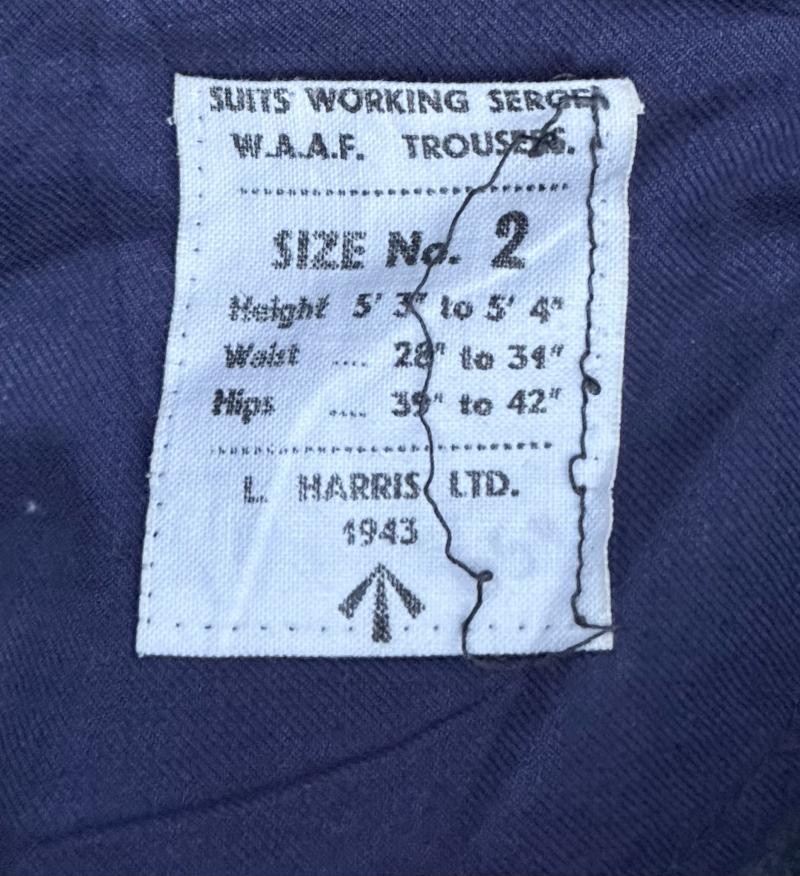 SUITS WORKING SERGE
W.A.A.F. TROUSERS.
SIZE No. 2
Height 5' 3" to 5' 4"
Waist .... 28" to 31"
Hips .... 39" to 42"
L. HARRIS LTD.
1943